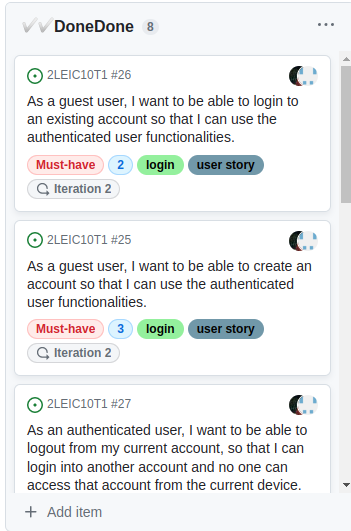 DoneDone 8
2LEIC10T1 #26
As a guest user, I want to be able to login to
an existing account so that I can use the
authenticated user functionalities.
Must-have 2 login user story
Iteration 2
2LEIC10T1 #25
As a guest user, I want to be able to create an
account so that I can use the authenticated
user functionalities.
Must-have 3 login user story
Iteration 2
2LEIC10T1 #27
As an authenticated user, I want to be able to
logout from my current account, so that I can
login into another account and no one can
access that account from the current device.
Add item